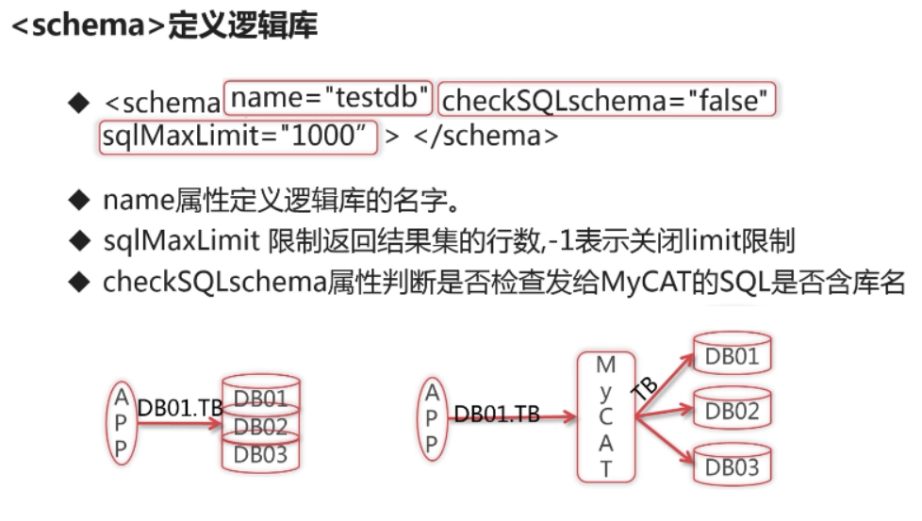 <schema>定义逻辑库
◆ <schema name="testdb" checkSQLschema="false"
sqlMaxLimit="1000” > </schema>
◆ name属性定义逻辑库的名字。
◆ sqlMaxLimit 限制返回结果集的行数,-1表示关闭limit限制
◆ checkSQLschema属性判断是否检查发给MyCAT的SQL是否含库名
APP
DB01.TB
DB01
DB02
DB03
APP
DB01.TB
MyCAT
TB
DB01
DB02
DB03